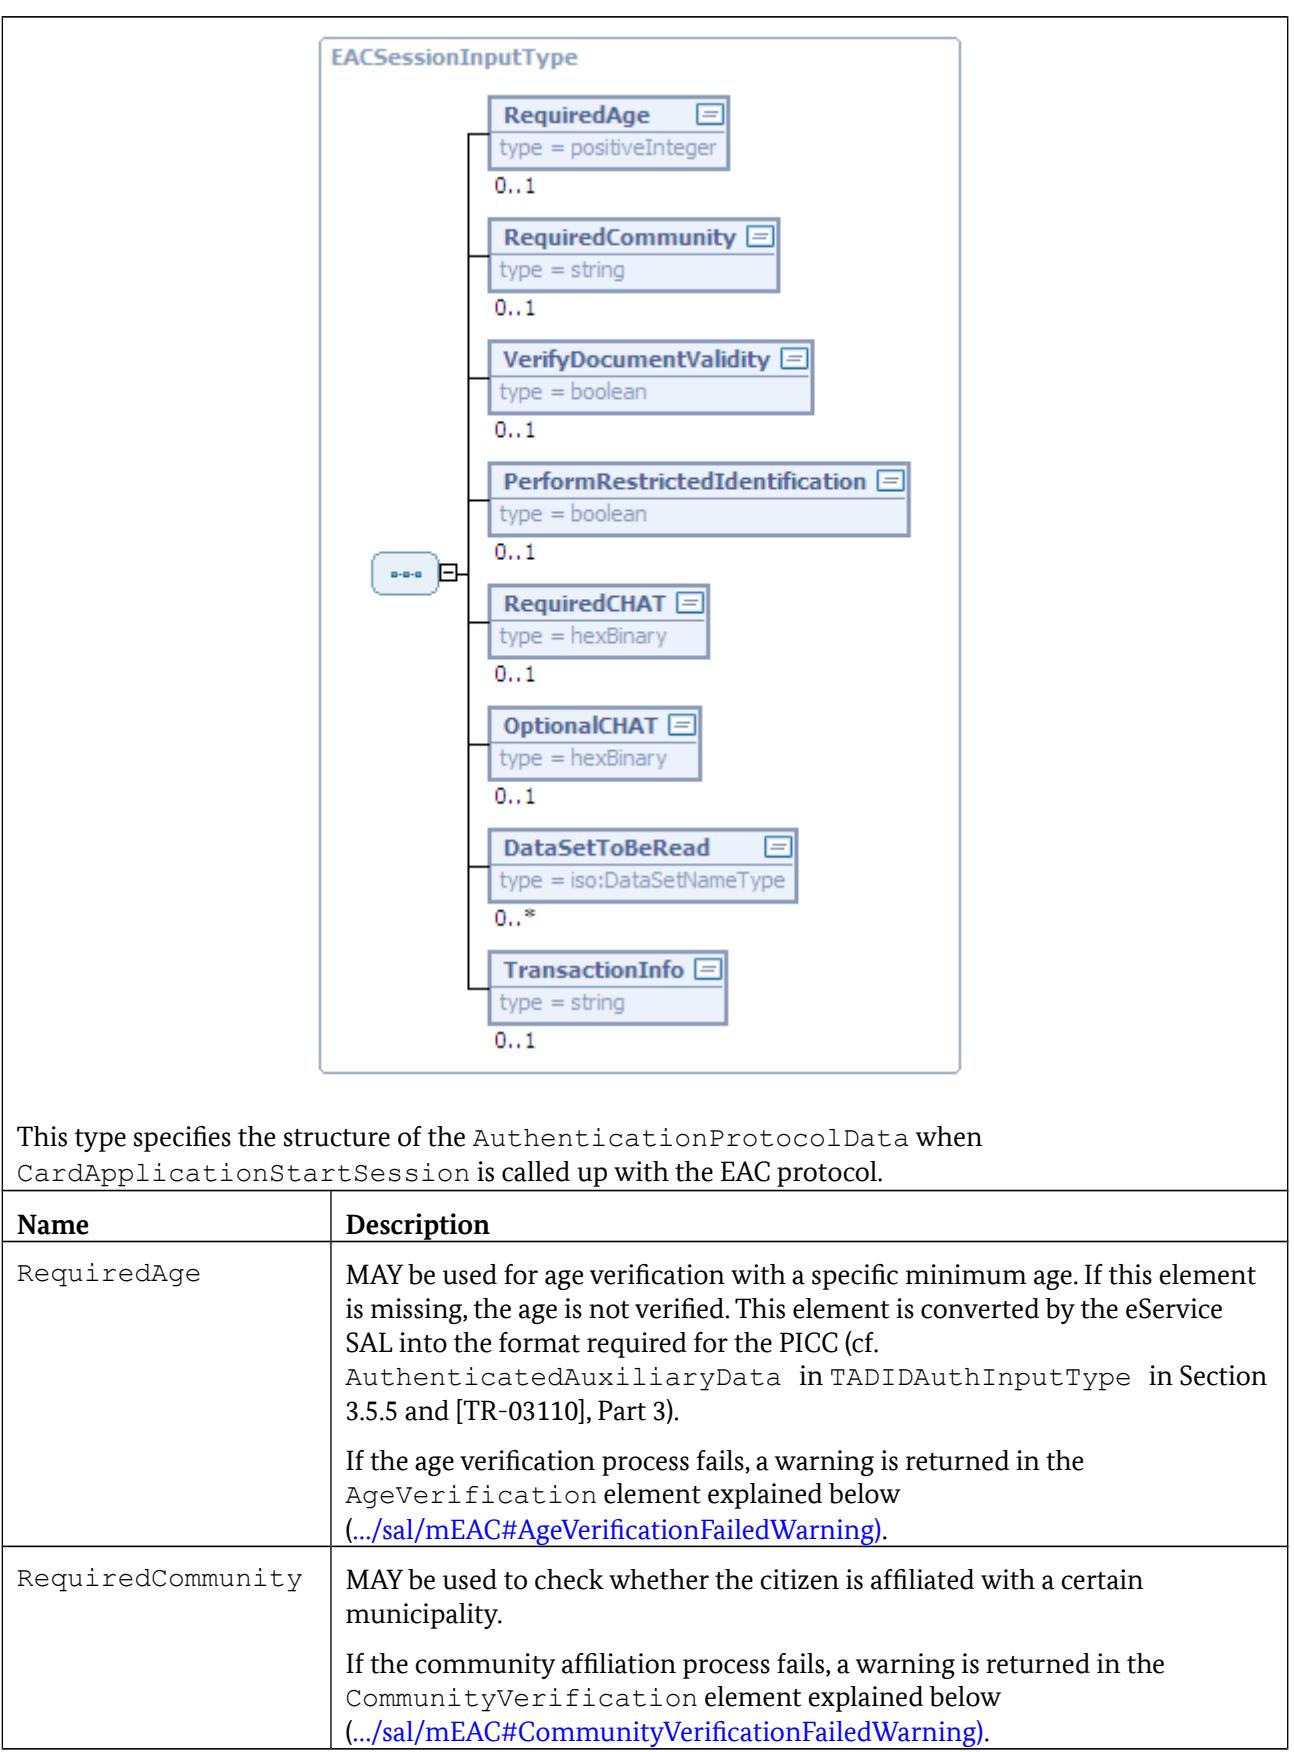 EACSessionInputType
RequiredAge
type = positiveInteger
0..1
RequiredCommunity
type = string
0..1
VerifyDocumentValidity
type = boolean
0..1
PerformRestrictedIdentification
type = boolean
0..1
RequiredCHAT
type = hexBinary
0..1
OptionalCHAT
type = hexBinary
0..1
DataSetToBeRead
type = iso:DataSetNameType
0..*
TransactionInfo
type = string
0..1
This type specifies the structure of the AuthenticationProtocolData when
CardApplicationStartSession is called up with the EAC protocol.
Name Description
RequiredAge MAY be used for age verification with a specific minimum age. If this element
is missing, the age is not verified. This element is converted by the eService
SAL into the format required for the PICC (cf.
AuthenticatedAuxiliaryData in TADIDAuthInputType in Section
3.5.5 and [TR-03110], Part 3).
If the age verification process fails, a warning is returned in the
AgeVerification element explained below
(.../sal/mEAC#AgeVerificationFailedWarning).
RequiredCommunity MAY be used to check whether the citizen is affiliated with a certain
municipality.
If the community affiliation process fails, a warning is returned in the
CommunityVerification element explained below
(.../sal/mEAC#CommunityVerificationFailedWarning).